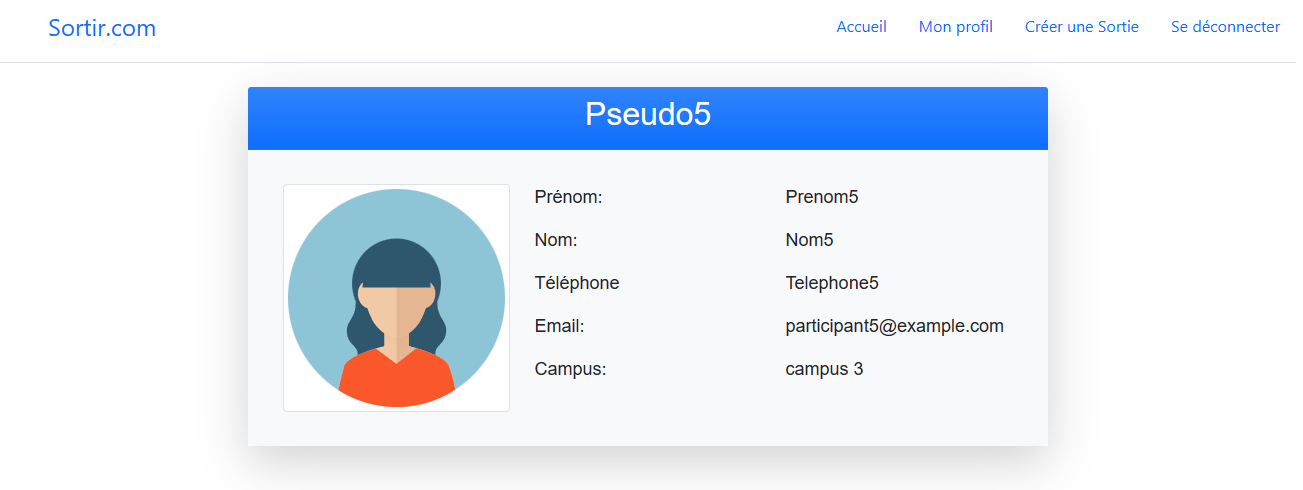 Sortir.com Accueil Mon profil Créer une Sortie Se déconnecter
Pseudo5
Prénom: Prenom5
Nom: Nom5
Téléphone Telephone5
Email: participant5@example.com
Campus: campus 3